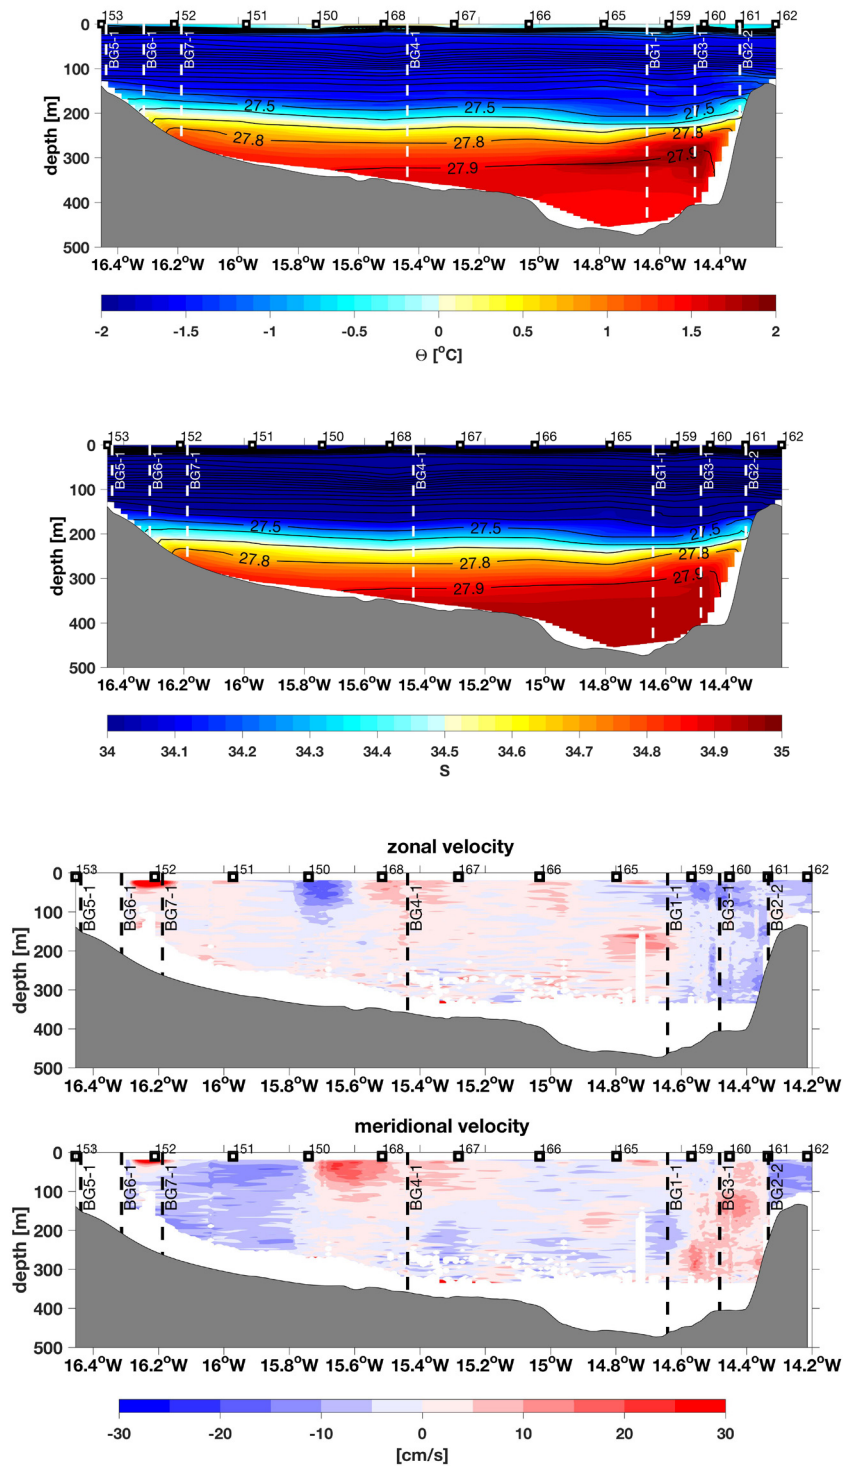 153 152 151 150 168 167 166 165 159 160 161 162
BG5-1 BG6-1 BG7-1 BG4-1 BG1-1 BG3-1 BG2-2
0
100
200
300
400
500
depth [m]
27.5 27.5 27.5
27.8 27.8 27.8
27.9 27.9
16.4°W 16.2°W 16°W 15.8°W 15.6°W 15.4°W 15.2°W 15°W 14.8°W 14.6°W 14.4°W
-2 -1.5 -1 -0.5 0 0.5 1 1.5 2
Θ [°C]
153 152 151 150 168 167 166 165 159 160 161 162
BG5-1 BG6-1 BG7-1 BG4-1 BG1-1 BG3-1 BG2-2
0
100
200
300
400
500
depth [m]
27.5 27.5 27.5
27.8 27.8 27.8
27.9 27.9
16.4°W 16.2°W 16°W 15.8°W 15.6°W 15.4°W 15.2°W 15°W 14.8°W 14.6°W 14.4°W
34 34.1 34.2 34.3 34.4 34.5 34.6 34.7 34.8 34.9 35
S
zonal velocity
153 152 151 150 168 167 166 165 159 160 161 162
BG5-1 BG6-1 BG7-1 BG4-1 BG1-1 BG3-1 BG2-2
0
100
200
300
400
500
depth [m]
16.4°W 16.2°W 16°W 15.8°W 15.6°W 15.4°W 15.2°W 15°W 14.8°W 14.6°W 14.4°W 14.2°W
meridional velocity
153 152 151 150 168 167 166 165 159 160 161 162
BG5-1 BG6-1 BG7-1 BG4-1 BG1-1 BG3-1 BG2-2
0
100
200
300
400
500
depth [m]
16.4°W 16.2°W 16°W 15.8°W 15.6°W 15.4°W 15.2°W 15°W 14.8°W 14.6°W 14.4°W 14.2°W
-30 -20 -10 0 10 20 30
[cm/s]